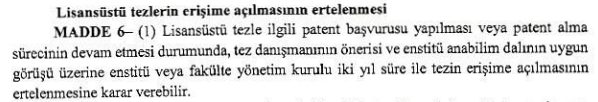 Lisansüstü tezlerin erişime açılmasının ertelenmesi
MADDE 6– (1) Lisansüstü tezle ilgili patent başvurusu yapılması veya patent alma
sürecinin devam etmesi durumunda, tez danışmanının önerisi ve enstitü anabilim dalının uygun
görüşü üzerine enstitü veya fakülte yönetim kurulu iki yıl süre ile tezin erişime açılmasının
ertelenmesine karar verebilir.